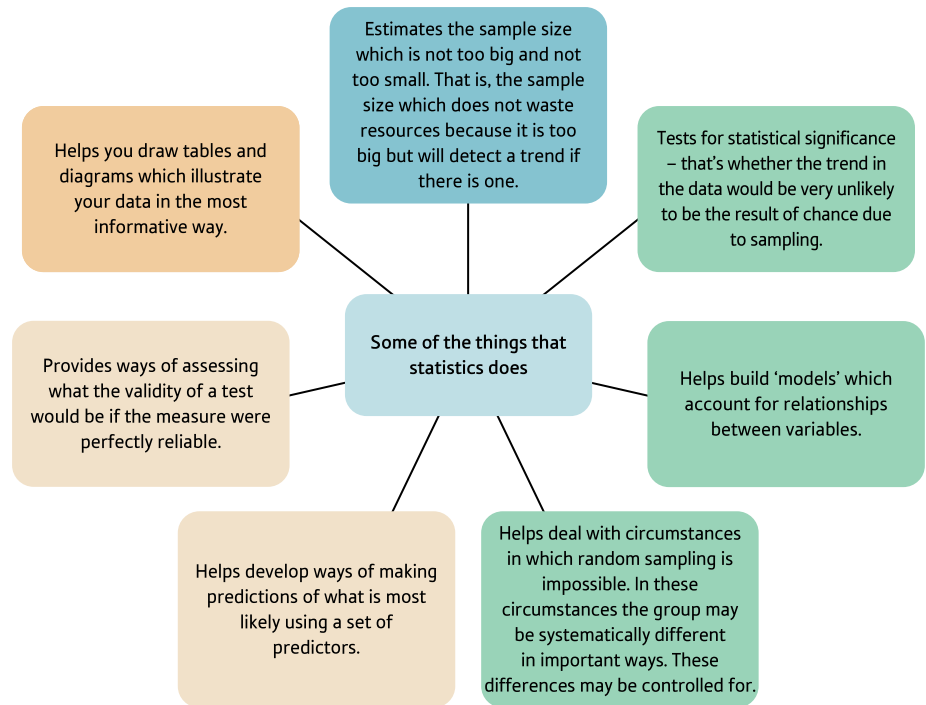 Estimates the sample size
which is not too big and not
too small. That is, the sample
size which does not waste
resources because it is too
big but will detect a trend if
there is one.
Helps you draw tables and
diagrams which illustrate
your data in the most
informative way.
Tests for statistical significance
– that’s whether the trend in
the data would be very unlikely
to be the result of chance due
to sampling.
Some of the things that
statistics does
Provides ways of assessing
what the validity of a test
would be if the measure were
perfectly reliable.
Helps build ‘models’ which
account for relationships
between variables.
Helps develop ways of making
predictions of what is most
likely using a set of
predictors.
Helps deal with circumstances
in which random sampling is
impossible. In these
circumstances the group may
be systematically different
in important ways. These
differences may be controlled for.